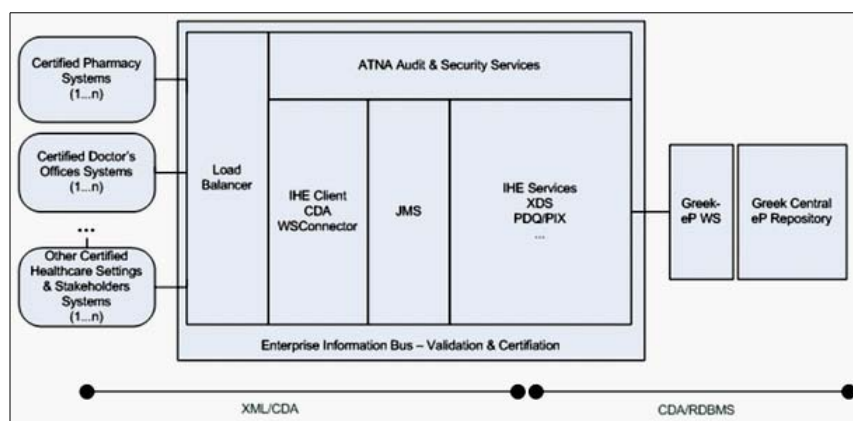 Certified Pharmacy
Systems
(1...n)
Certified Doctor's
Offices Systems
(1...n)
...
Other Certified
Healthcare Settings
& Stakeholders
Systems
(1...n)
Load
Balancer
ATNA Audit & Security Services
IHE Client
CDA
WSConnector
JMS
IHE Services
XDS
PDQ/PIX
...
Greek-
eP WS
Greek Central
eP Repository
Enterprise Information Bus – Validation & Certifiation
XML/CDA
CDA/RDBMS